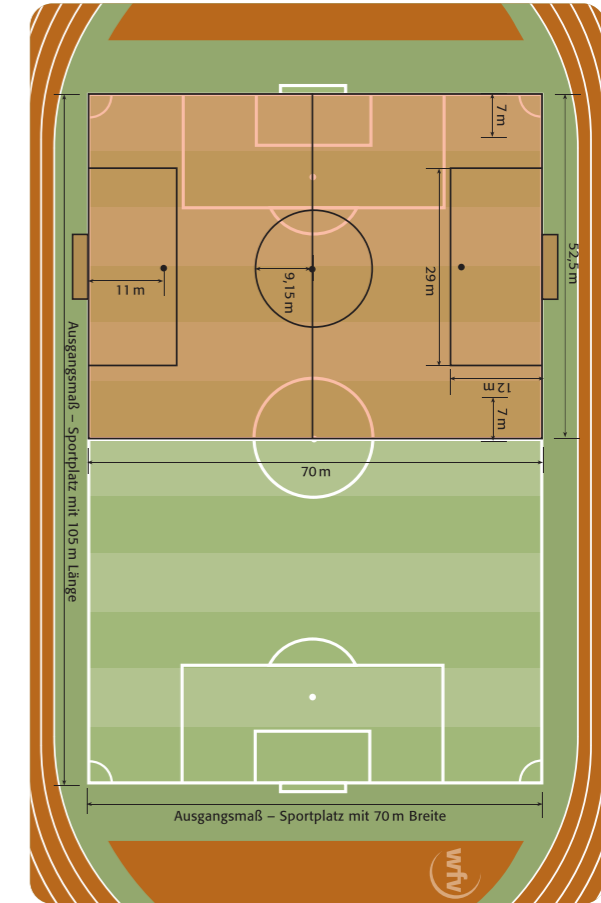 7 m
52,5 m
11 m
9,15 m
29 m
12 m
7 m
70 m
Ausgangsmaß – Sportplatz mit 105 m Länge
Ausgangsmaß – Sportplatz mit 70 m Breite
wfv